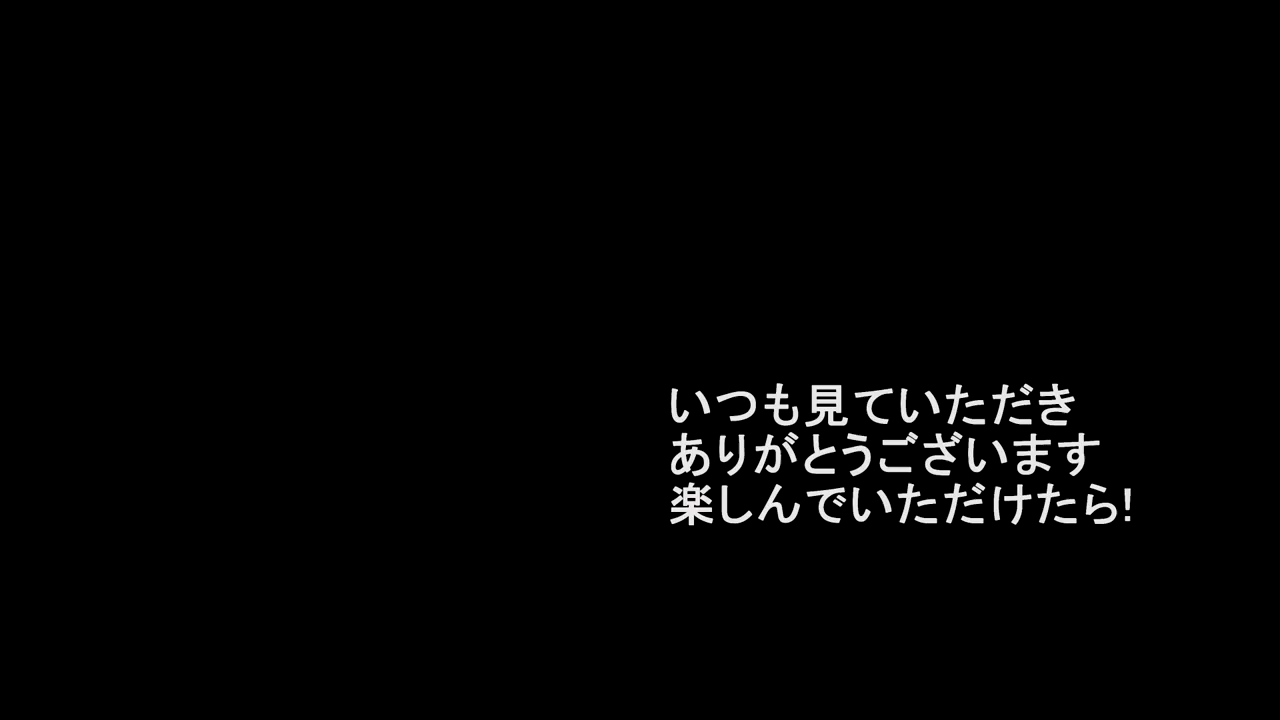 いつも見ていただき
ありがとうございます
楽しんでいただけたら!